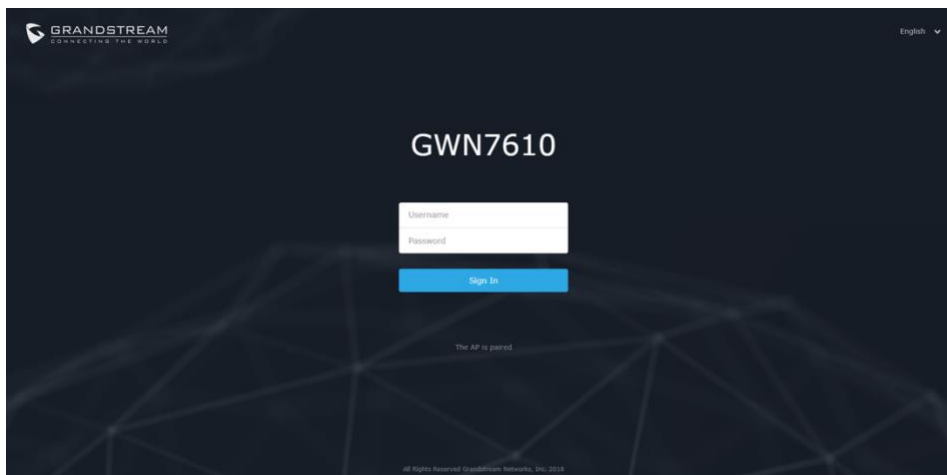 GRANDSTREAM
CONNECTING THE WORLD
English
GWN7610
Username
Password
Sign In
The AP is paired
All Rights Reserved Grandstream Networks, Inc. 2018